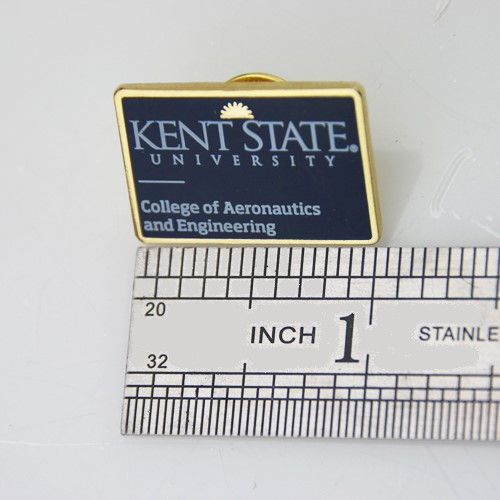 KENT STATE®
UNIVERSITY
College of Aeronautics
and Engineering
20
INCH 1 STAINLE
32